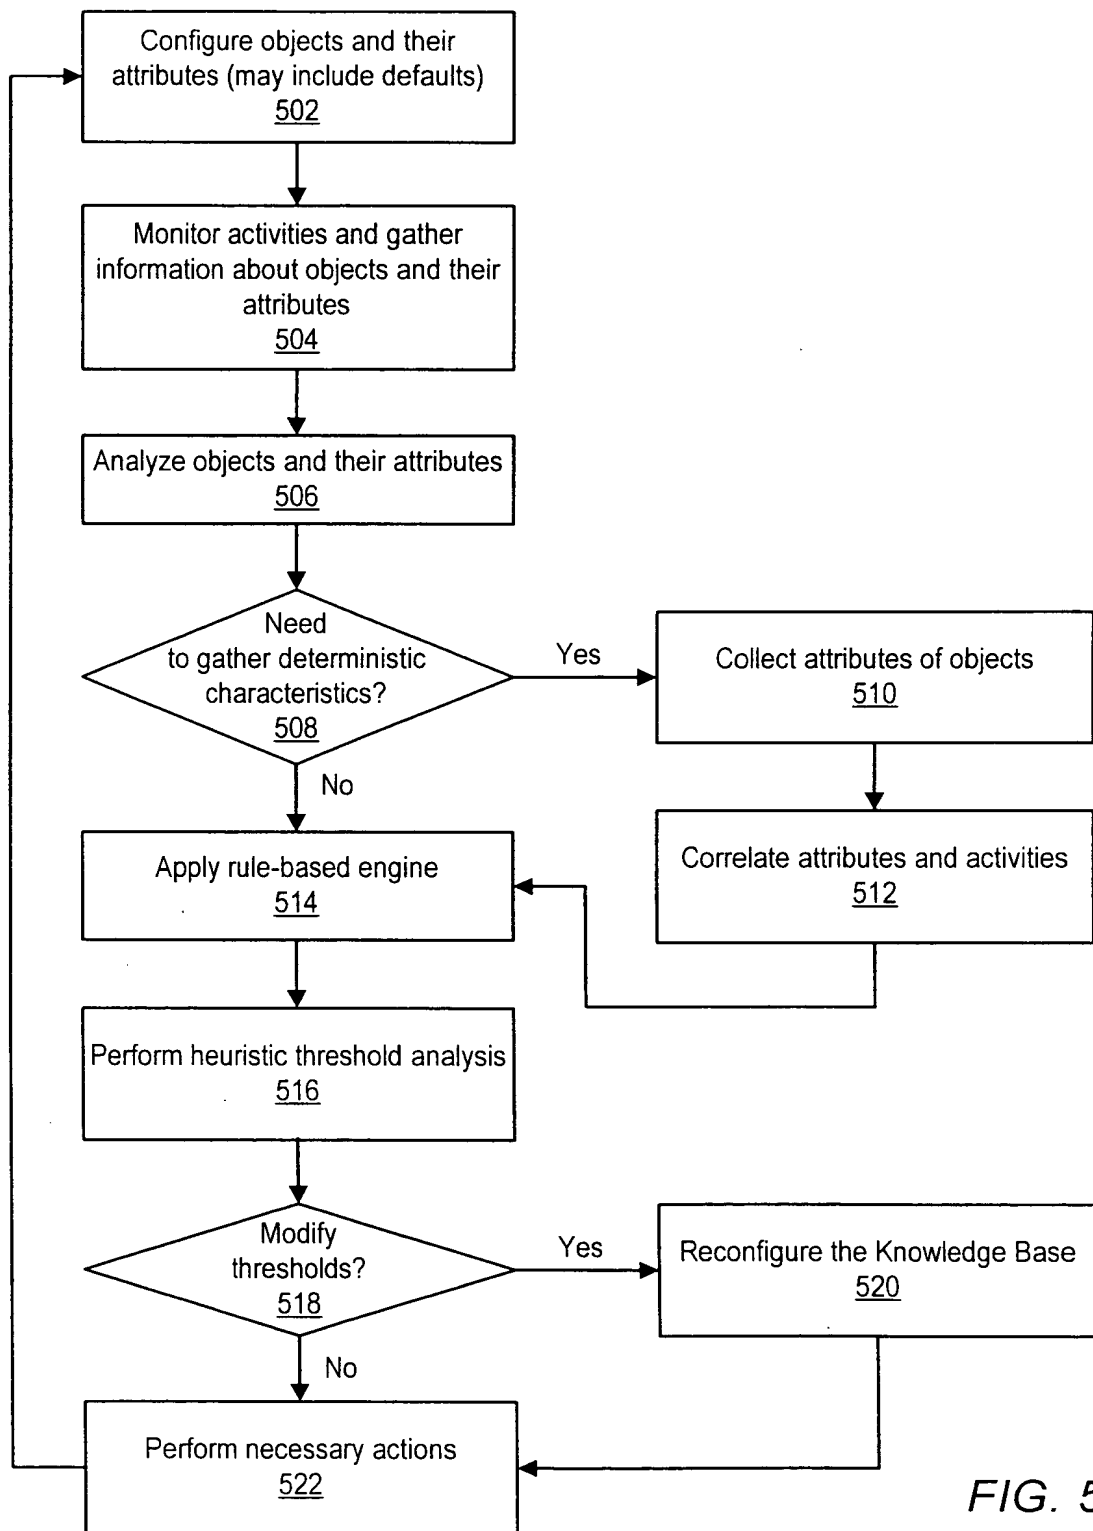 Configure objects and their
attributes (may include defaults)
502
Monitor activities and gather
information about objects and their
attributes
504
Analyze objects and their attributes
506
Need
to gather deterministic
characteristics?
508
Yes
Collect attributes of objects
510
No
Correlate attributes and activities
512
Apply rule-based engine
514
Perform heuristic threshold analysis
516
Modify
thresholds?
518
Yes
Reconfigure the Knowledge Base
520
No
Perform necessary actions
522
FIG. 5